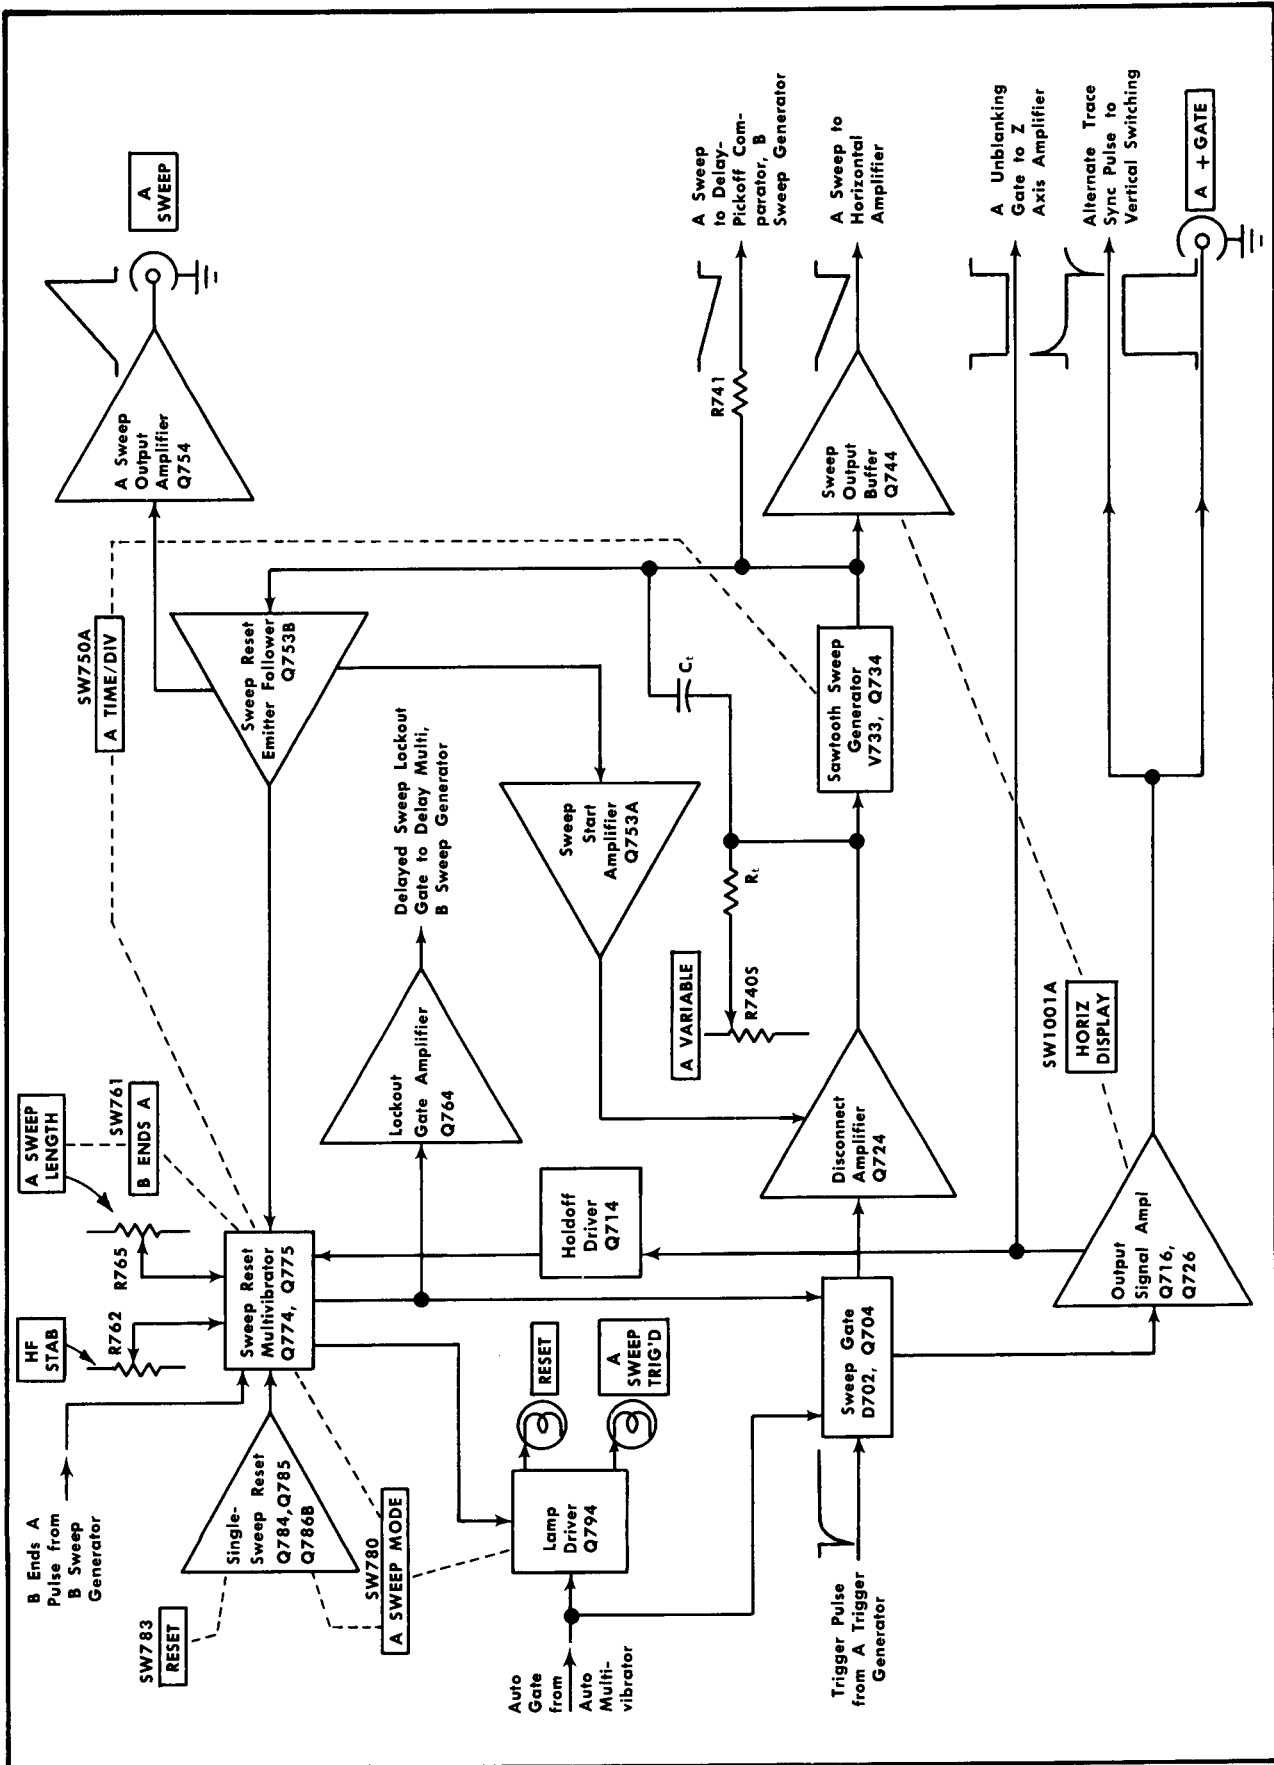 B Ends A
Pulse from
B Sweep
Generator
HF
STAB
R762
A SWEEP
LENGTH
R765
SW761
B ENDS A
SW750A
A TIME/DIV
A
SWEEP
A Sweep
Output
Amplifier
Q754
SW783
RESET
Single-
Sweep Reset
Q784,Q785
Q786B
Sweep Reset
Multivibrator
Q774, Q775
Sweep Reset
Emitter Follower
Q753B
SW780
A SWEEP MODE
Lockout
Gate Amplifier
Q764
Delayed Sweep Lockout
Gate to Delay Multi,
B Sweep Generator
Auto
Gate
from
Auto
Multi-
vibrator
Lamp
Driver
Q794
RESET
A
SWEEP
TRIG'D
Holdoff
Driver
Q714
Sweep
Start
Amplifier
Q753A
A VARIABLE
R740S
Rt
Ct
R741
A Sweep
to Delay-
Pickoff Com-
parator, B
Sweep Generator
Trigger Pulse
from A Trigger
Generator
Sweep Gate
D702, Q704
Disconnect
Amplifier
Q724
Sawtooth Sweep
Generator
V733, Q734
Sweep
Output
Buffer
Q744
A Sweep to
Horizontal
Amplifier
Output
Signal Ampl
Q716,
Q726
SW1001A
HORIZ
DISPLAY
A Unblanking
Gate to Z
Axis Amplifier
Alternate Trace
Sync Pulse to
Vertical Switching
A + GATE